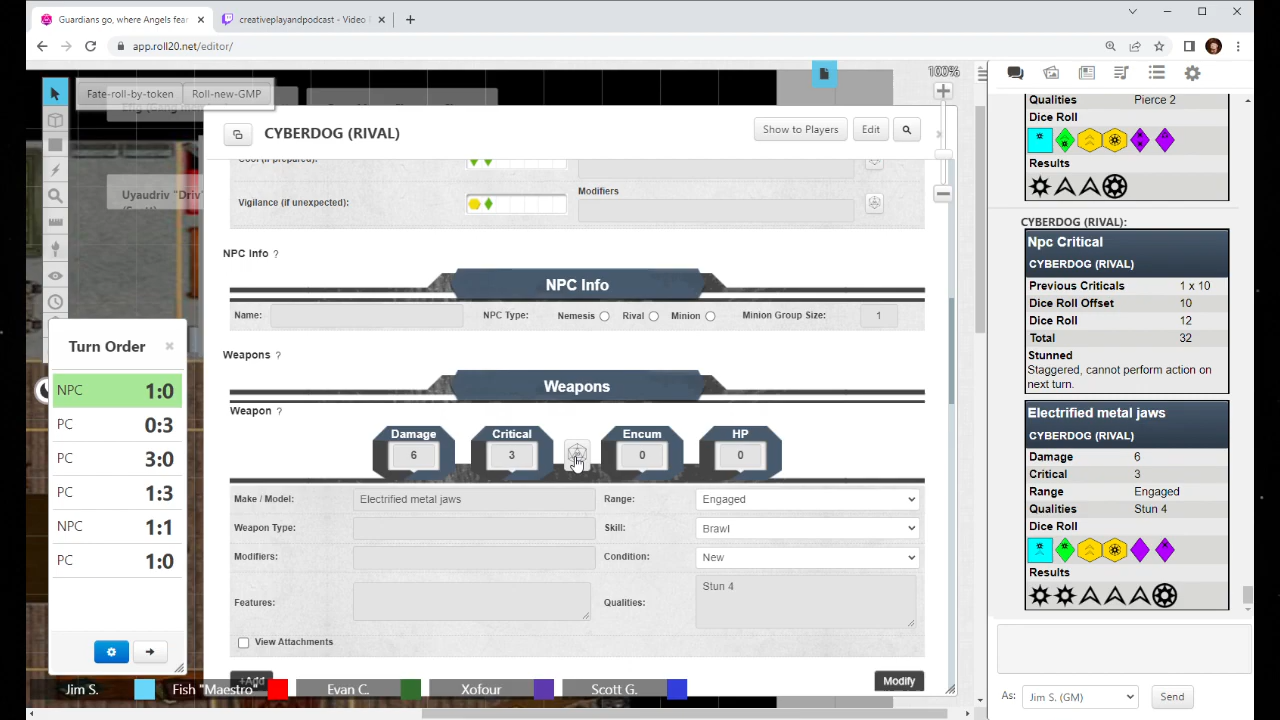 Guardians go, where Angels fear
creativeplayandpodcast - Video
app.roll20.net/editor/
Fate-roll-by-token
Roll-new-GMP
100%
Uyaudriv "Driv"
CYBERDOG (RIVAL)
Show to Players
Edit
Cool (if prepared):
Vigilance (if unexpected):
Modifiers
NPC Info ?
NPC Info
Name:
NPC Type:
Nemesis
Rival
Minion
Minion Group Size:
1
Weapons ?
Weapons
Weapon ?
Damage
Critical
Encum
HP
6
3
0
0
Make / Model:
Electrified metal jaws
Range:
Engaged
Weapon Type:
Skill:
Brawl
Modifiers:
Condition:
New
Features:
Qualities:
Stun 4
View Attachments
+Add
Modify
Turn Order
NPC 1:0
PC 0:3
PC 3:0
PC 1:3
NPC 1:1
PC 1:0
Jim S.
Fish "Maestro"
Evan C.
Xofour
Scott G.
Qualities Pierce 2
Dice Roll
Results
CYBERDOG (RIVAL):
Npc Critical
CYBERDOG (RIVAL)
Previous Criticals 1 x 10
Dice Roll Offset 10
Dice Roll 12
Total 32
Stunned
Staggered, cannot perform action on
next turn.
Electrified metal jaws
CYBERDOG (RIVAL)
Damage 6
Critical 3
Range Engaged
Qualities Stun 4
Dice Roll
Results
As:
Jim S. (GM)
Send